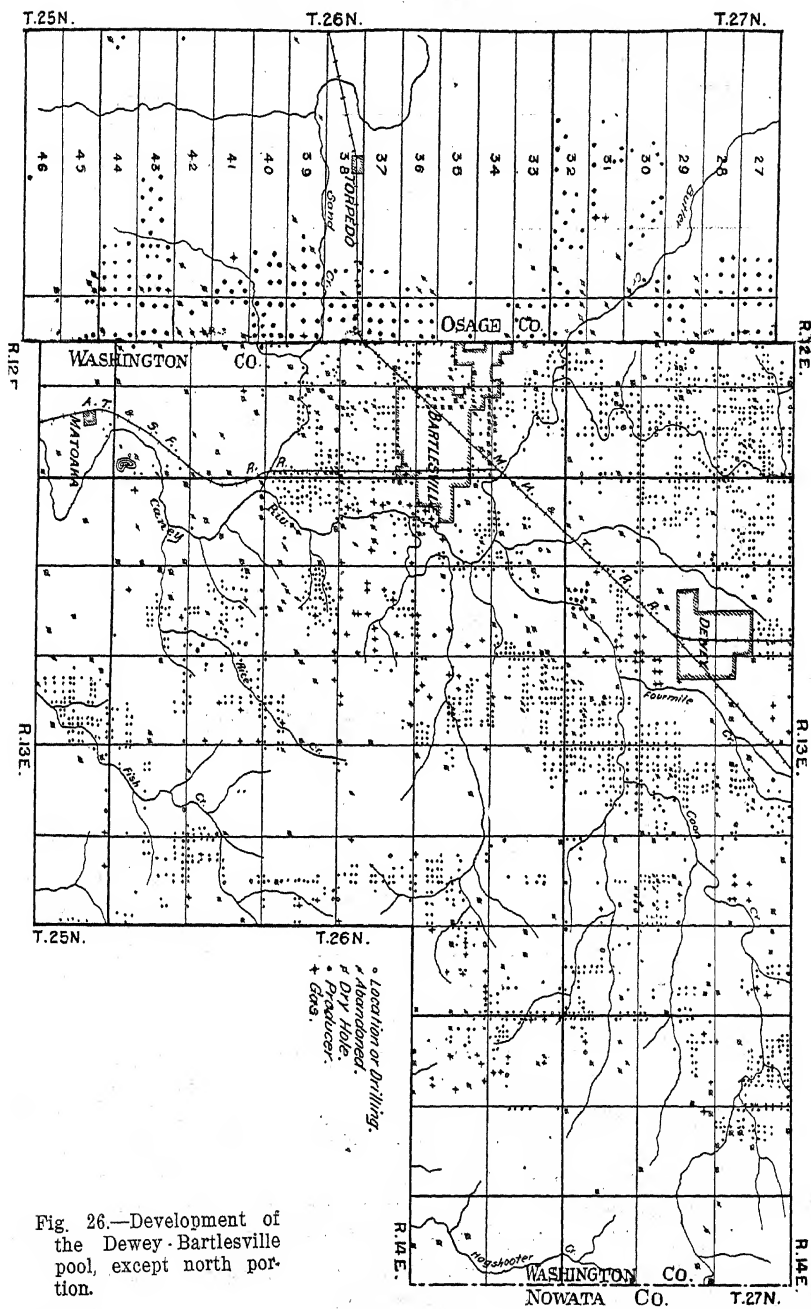 T.25N. T.26N. T.27N.
46 45 44 43 42 41 40 39 38 37 36 35 34 33 32 31 30 29 28 27
TORPEDO
Sand
Cr.
Butler
Cr.
OSAGE CO.
R.12E.
R.12E
WASHINGTON CO.
A. T. & S. F. R. R.
MATOAKA
BARTLESVILLE
M. K. & T. R. R.
Caney
River
DEWEY
Rice
Cr.
Fourmile
Cr.
R.13E.
R.13E.
Fish
Cr.
Coon
Cr.
T.25N. T.26N.
Location or Drilling.
Abandoned.
Dry Hole.
Producer.
Gas.
Fig. 26.—Development of
the Dewey-Bartlesville
pool, except north por-
tion.
R.14E.
R.14E.
Hogshooter
Cr.
WASHINGTON CO.
NOWATA CO. T.27N.